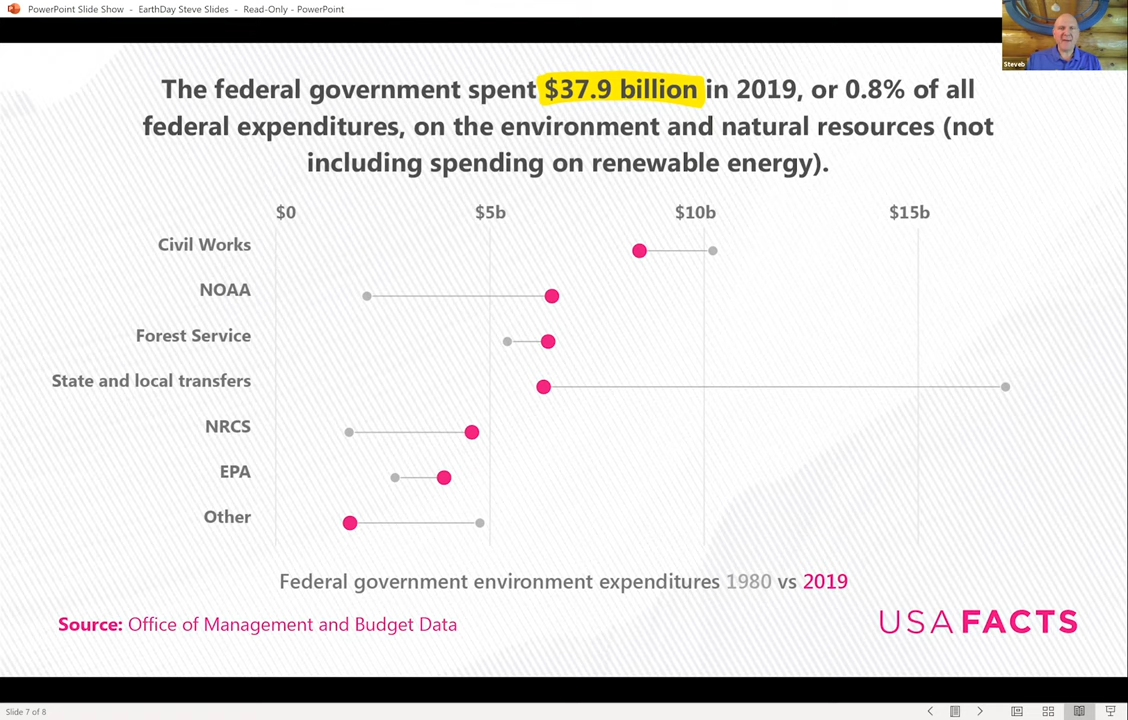 PowerPoint Slide Show - EarthDay Steve Slides - Read-Only - PowerPoint
Steveb
The federal government spent $37.9 billion in 2019, or 0.8% of all
federal expenditures, on the environment and natural resources (not
including spending on renewable energy).
$0 $5b $10b $15b
Civil Works
NOAA
Forest Service
State and local transfers
NRCS
EPA
Other
Federal government environment expenditures 1980 vs 2019
Source: Office of Management and Budget Data
USAFACTS
Slide 7 of 8